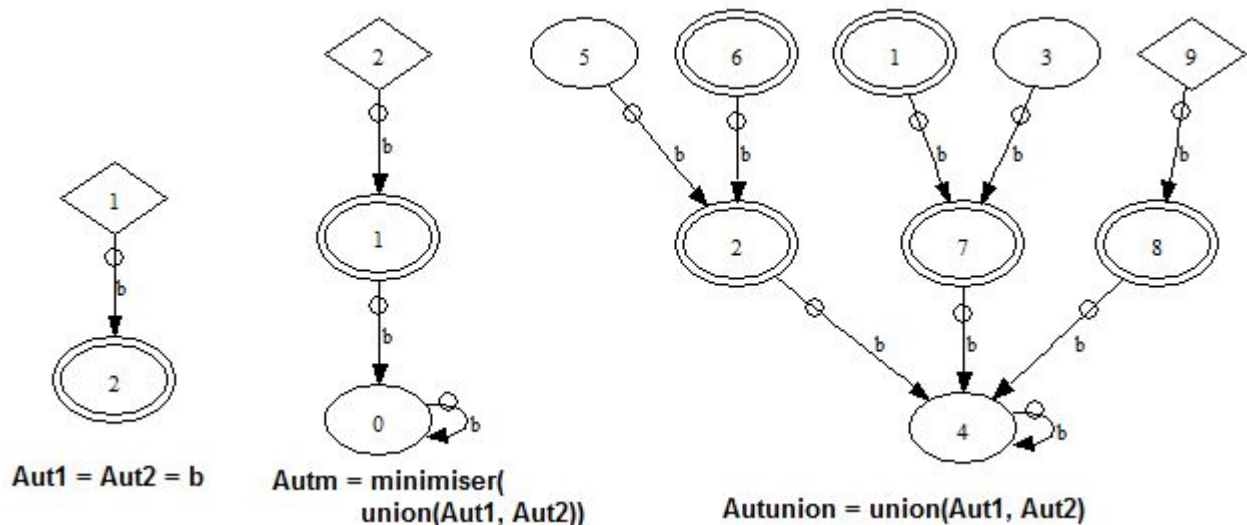 5 6 1 3 9
2
b b b b b
b
1
1
2 7 8
b
b
b b b
2
0 b
4 b
Aut1 = Aut2 = b
Autm = minimiser(
union(Aut1, Aut2))
Autunion = union(Aut1, Aut2)